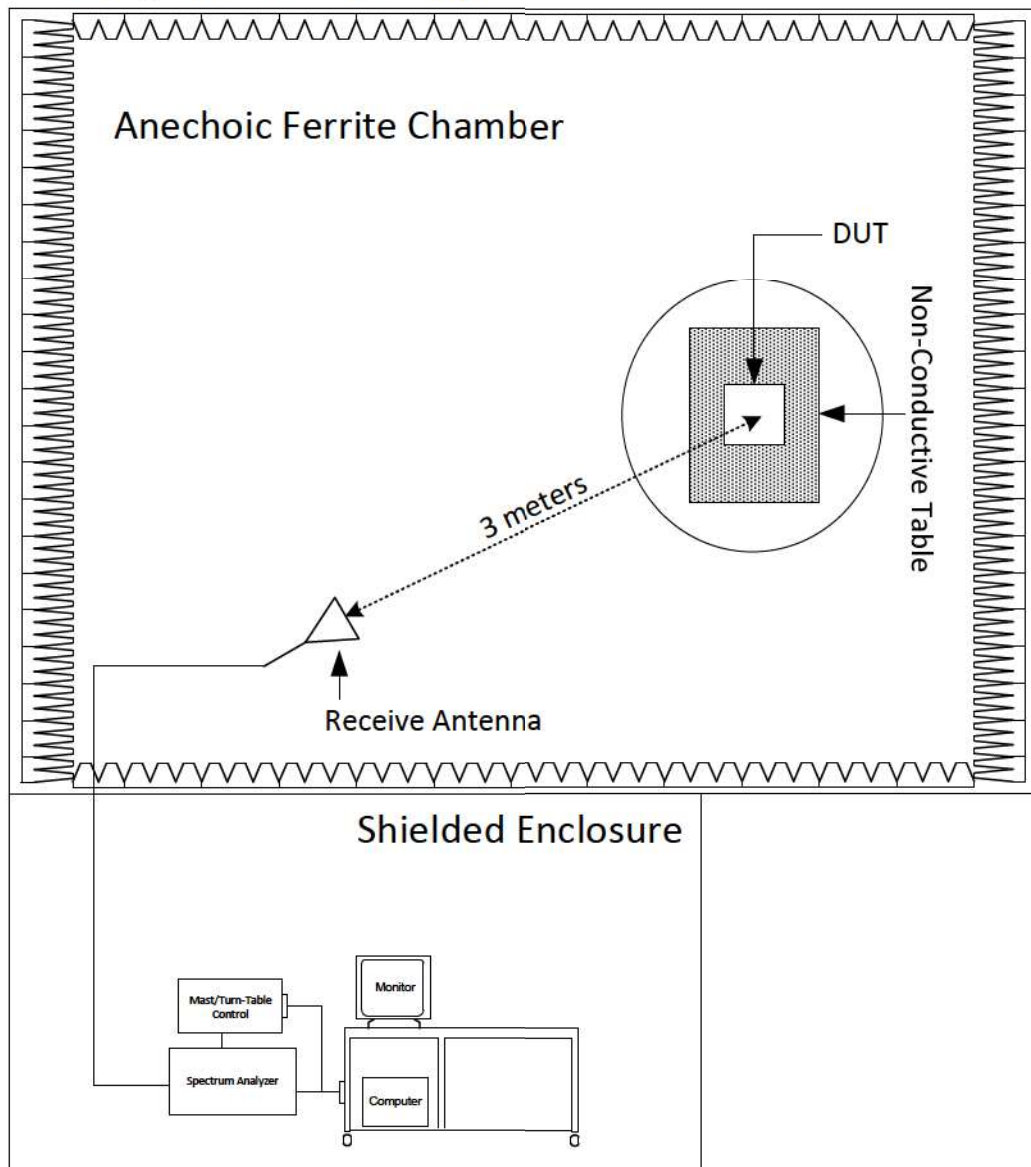 Anechoic Ferrite Chamber
DUT
Non-Conductive Table
3 meters
Receive Antenna
Shielded Enclosure
Monitor
Mast/Turn-Table
Control
Spectrum Analyzer
Computer